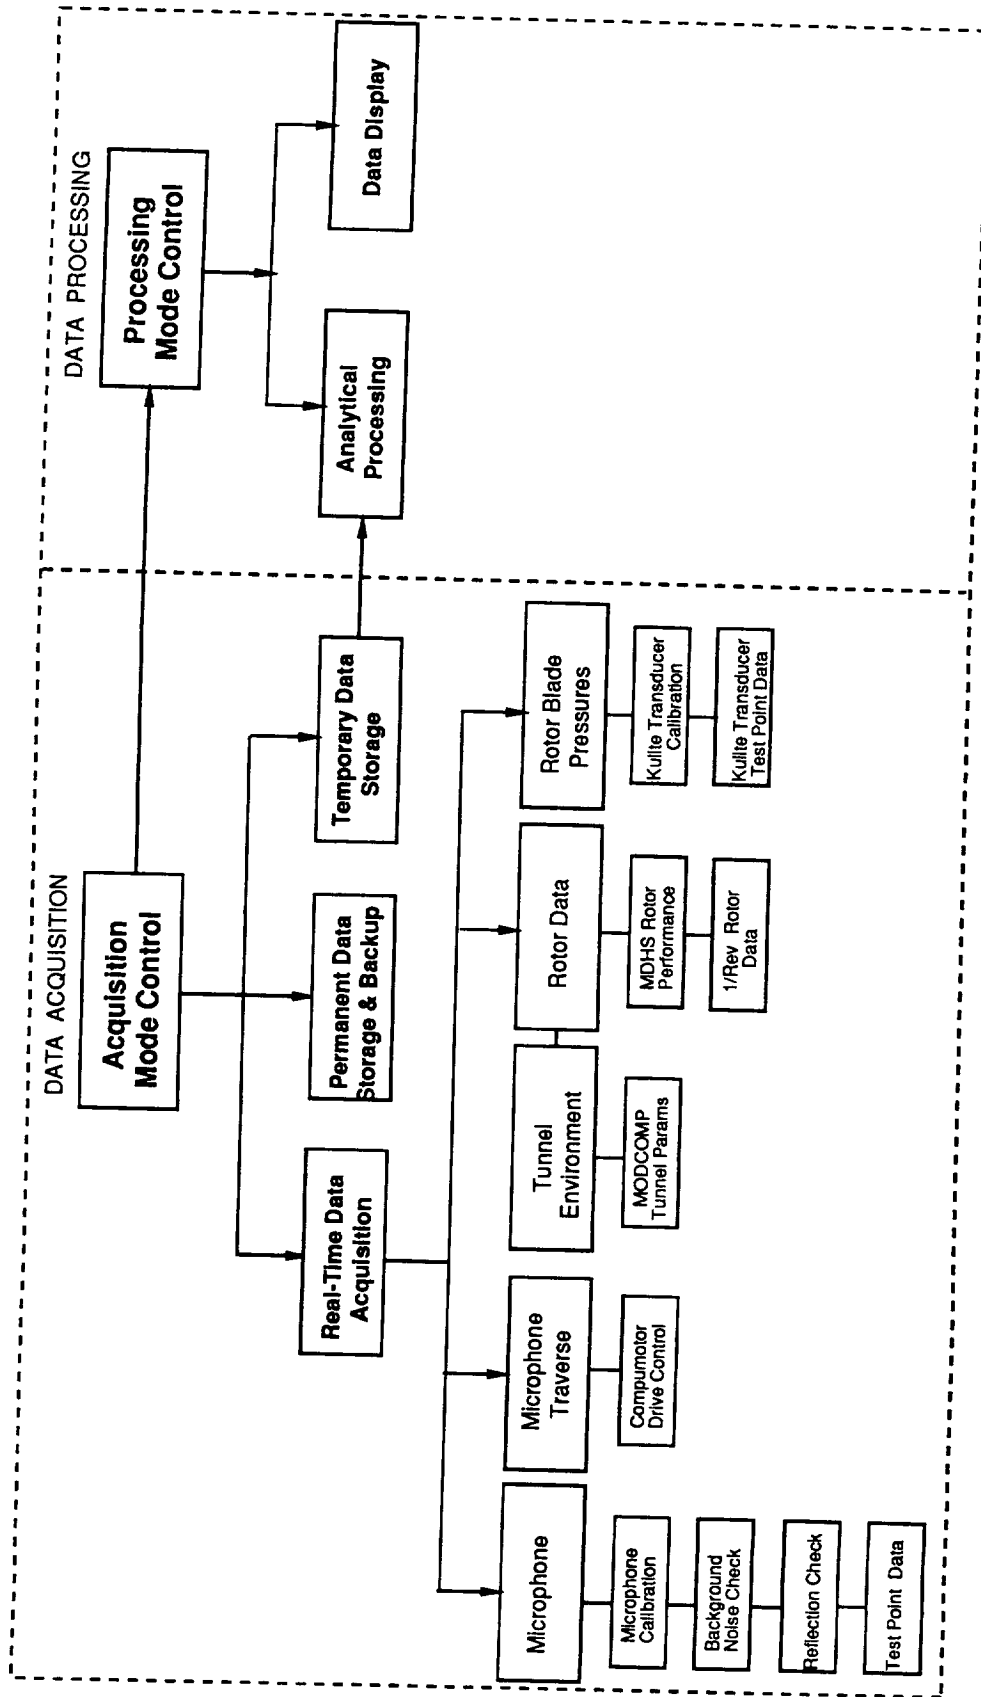 DATA ACQUISITION
DATA PROCESSING
Acquisition
Mode Control
Processing
Mode Control
Real-Time Data
Acquisition
Permanent Data
Storage & Backup
Temporary Data
Storage
Analytical
Processing
Data Display
Microphone
Microphone
Traverse
Tunnel
Environment
Rotor Data
Rotor Blade
Pressures
Microphone
Calibration
Background
Noise Check
Reflection Check
Test Point Data
Compumotor
Drive Control
MODCOMP
Tunnel Params
MDHS Rotor
Performance
1/Rev Rotor
Data
Kulite Transducer
Calibration
Kulite Transducer
Test Point Data